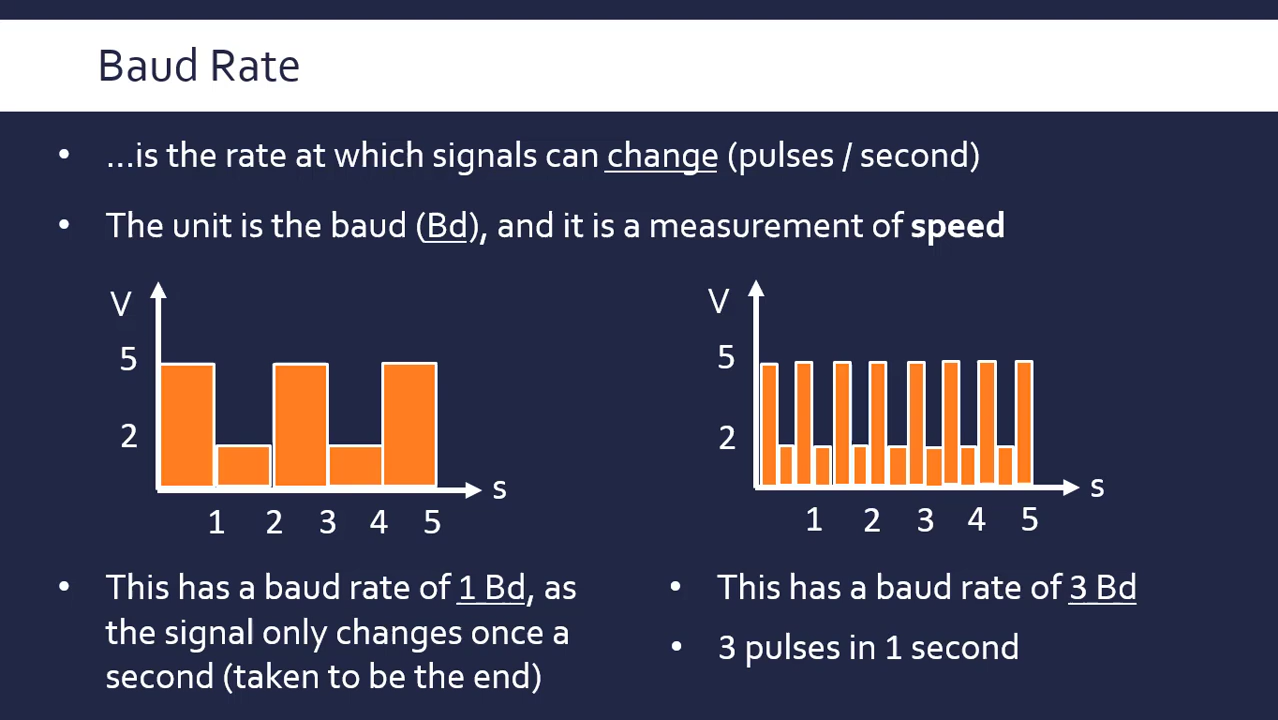 Baud Rate
• …is the rate at which signals can change (pulses / second)
• The unit is the baud (Bd), and it is a measurement of speed
V
5
2
s
1 2 3 4 5
V
5
2
s
1 2 3 4 5
• This has a baud rate of 1 Bd, as
the signal only changes once a
second (taken to be the end)
• This has a baud rate of 3 Bd
• 3 pulses in 1 second